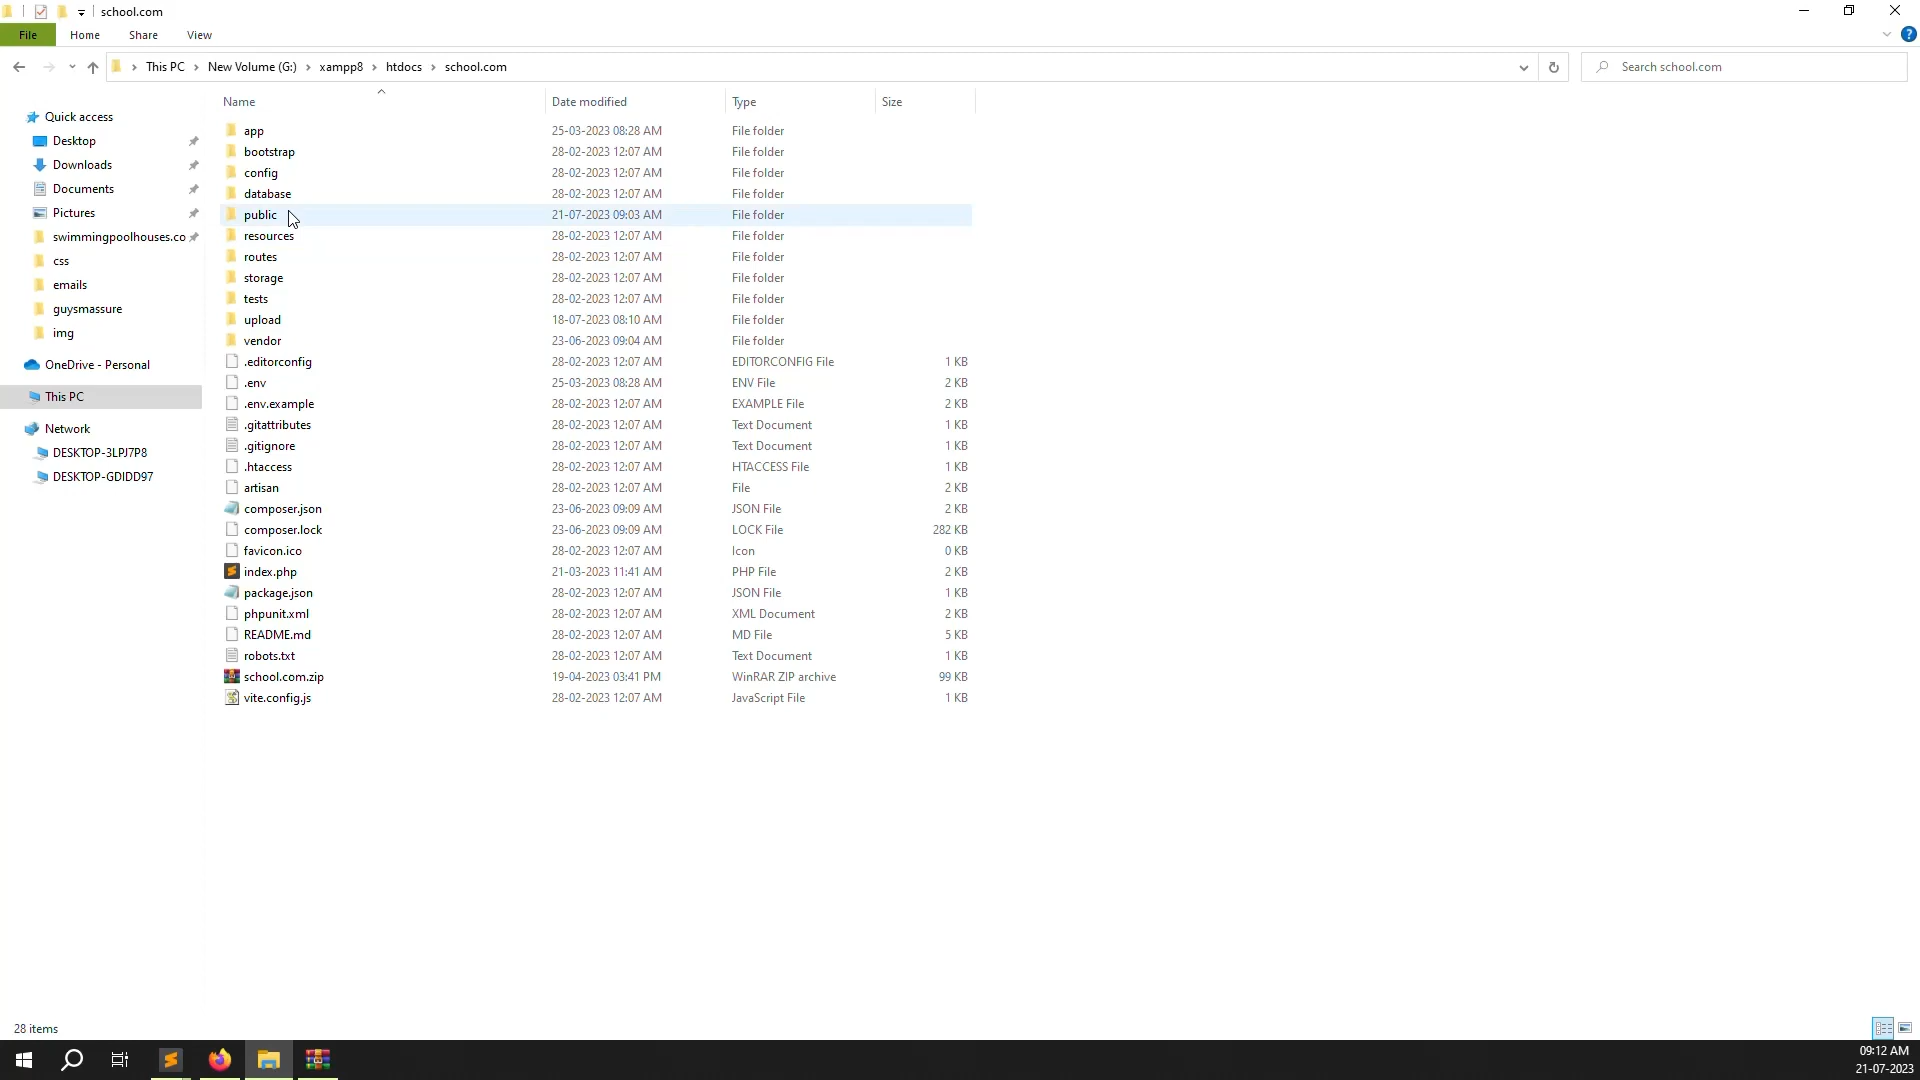 school.com
File Home Share View
This PC New Volume (G:) xampp8 htdocs school.com Search school.com
Name Date modified Type Size
Quick access
Desktop
Downloads
Documents
Pictures
swimmingpoolhouses.co
css
emails
guysmassure
img
OneDrive - Personal
This PC
Network
DESKTOP-3LPJ7P8
DESKTOP-GDIDD97
app 25-03-2023 08:28 AM File folder
bootstrap 28-02-2023 12:07 AM File folder
config 28-02-2023 12:07 AM File folder
database 28-02-2023 12:07 AM File folder
public 21-07-2023 09:03 AM File folder
resources 28-02-2023 12:07 AM File folder
routes 28-02-2023 12:07 AM File folder
storage 28-02-2023 12:07 AM File folder
tests 28-02-2023 12:07 AM File folder
upload 18-07-2023 08:10 AM File folder
vendor 23-06-2023 09:04 AM File folder
.editorconfig 28-02-2023 12:07 AM EDITORCONFIG File 1 KB
.env 25-03-2023 08:28 AM ENV File 2 KB
.env.example 28-02-2023 12:07 AM EXAMPLE File 2 KB
.gitattributes 28-02-2023 12:07 AM Text Document 1 KB
.gitignore 28-02-2023 12:07 AM Text Document 1 KB
.htaccess 28-02-2023 12:07 AM HTACCESS File 1 KB
artisan 28-02-2023 12:07 AM File 2 KB
composer.json 23-06-2023 09:09 AM JSON File 2 KB
composer.lock 23-06-2023 09:09 AM LOCK File 282 KB
favicon.ico 28-02-2023 12:07 AM Icon 0 KB
index.php 21-03-2023 11:41 AM PHP File 2 KB
package.json 28-02-2023 12:07 AM JSON File 1 KB
phpunit.xml 28-02-2023 12:07 AM XML Document 2 KB
README.md 28-02-2023 12:07 AM MD File 5 KB
robots.txt 28-02-2023 12:07 AM Text Document 1 KB
school.com.zip 19-04-2023 03:41 PM WinRAR ZIP archive 99 KB
vite.config.js 28-02-2023 12:07 AM JavaScript File 1 KB
28 items
09:12 AM
21-07-2023